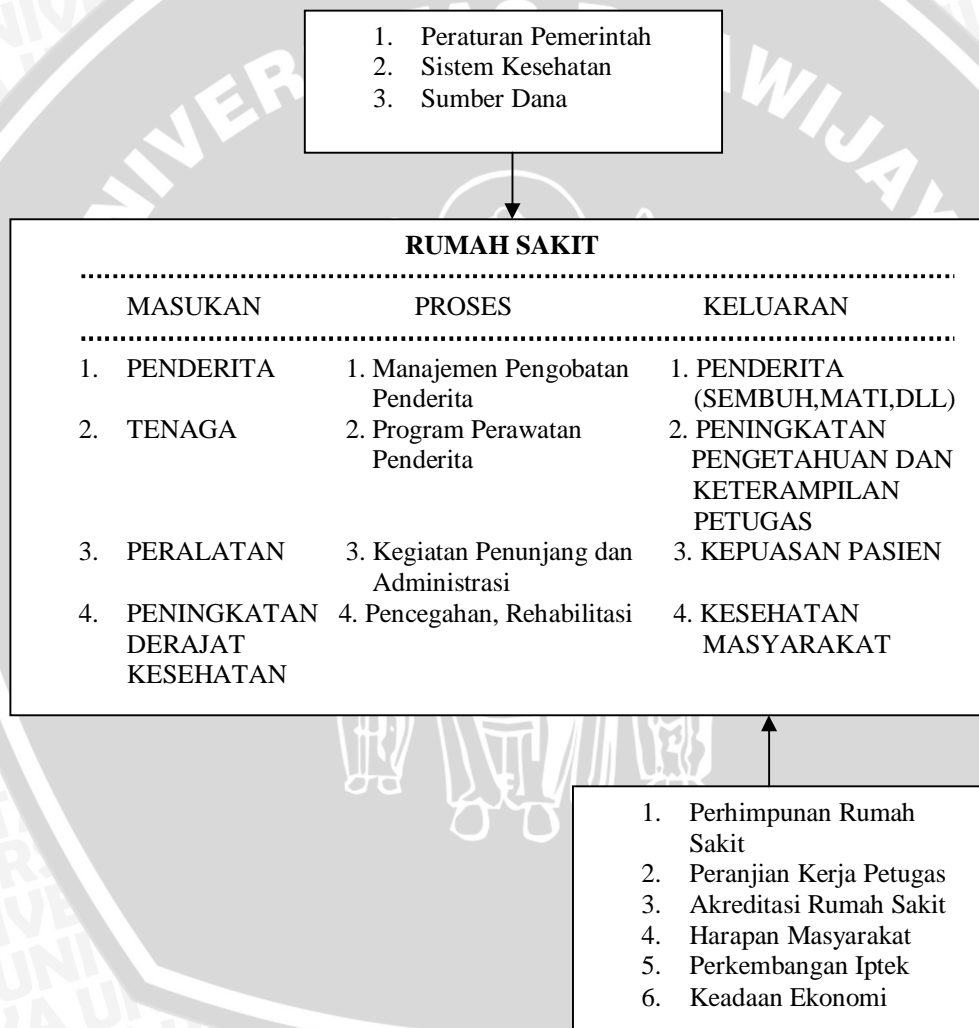 1. Peraturan Pemerintah
2. Sistem Kesehatan
3. Sumber Dana
RUMAH SAKIT
MASUKAN PROSES KELUARAN
1. PENDERITA 1. Manajemen Pengobatan 1. PENDERITA
Penderita (SEMBUH,MATI,DLL)
2. TENAGA 2. Program Perawatan 2. PENINGKATAN
Penderita PENGETAHUAN DAN
KETERAMPILAN
PETUGAS
3. PERALATAN 3. Kegiatan Penunjang dan 3. KEPUASAN PASIEN
Administrasi
4. PENINGKATAN 4. Pencegahan, Rehabilitasi 4. KESEHATAN
DERAJAT MASYARAKAT
KESEHATAN
1. Perhimpunan Rumah
Sakit
2. Peranjian Kerja Petugas
3. Akreditasi Rumah Sakit
4. Harapan Masyarakat
5. Perkembangan Iptek
6. Keadaan Ekonomi